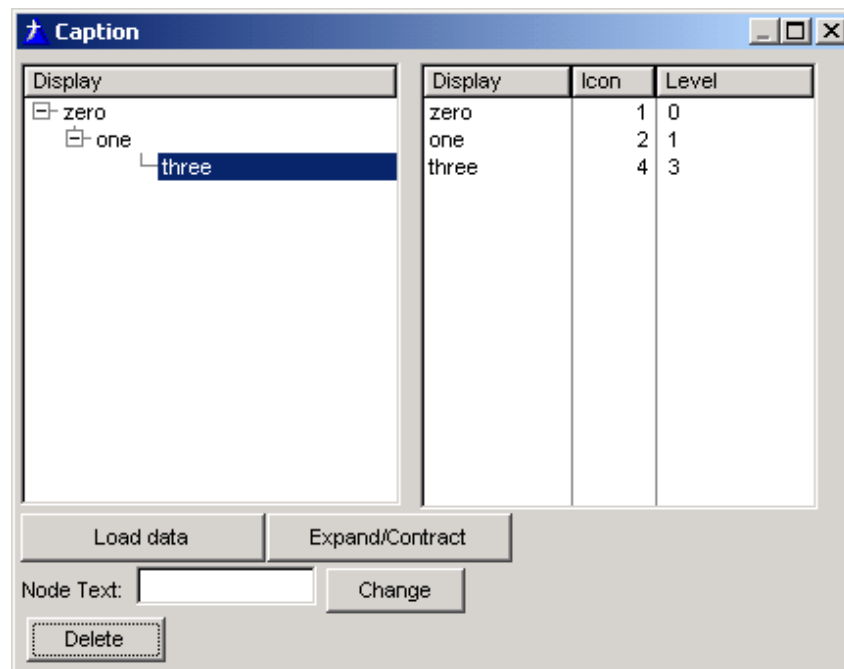 Caption
Display
zero
one
three
Display Icon Level
zero 1 0
one 2 1
three 4 3
Load data Expand/Contract
Node Text: Change
Delete